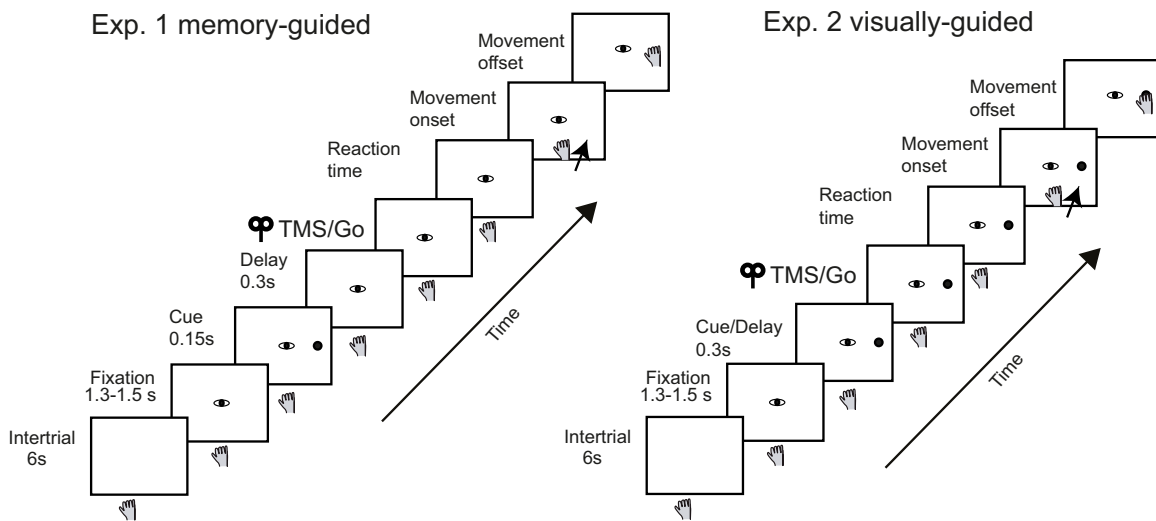 Exp. 1 memory-guided
Movement
offset
Movement
onset
Reaction
time
TMS/Go
Delay
0.3s
Cue
0.15s
Fixation
1.3-1.5 s
Intertrial
6s
Time
Exp. 2 visually-guided
Movement
offset
Movement
onset
Reaction
time
TMS/Go
Cue/Delay
0.3s
Fixation
1.3-1.5 s
Intertrial
6s
Time